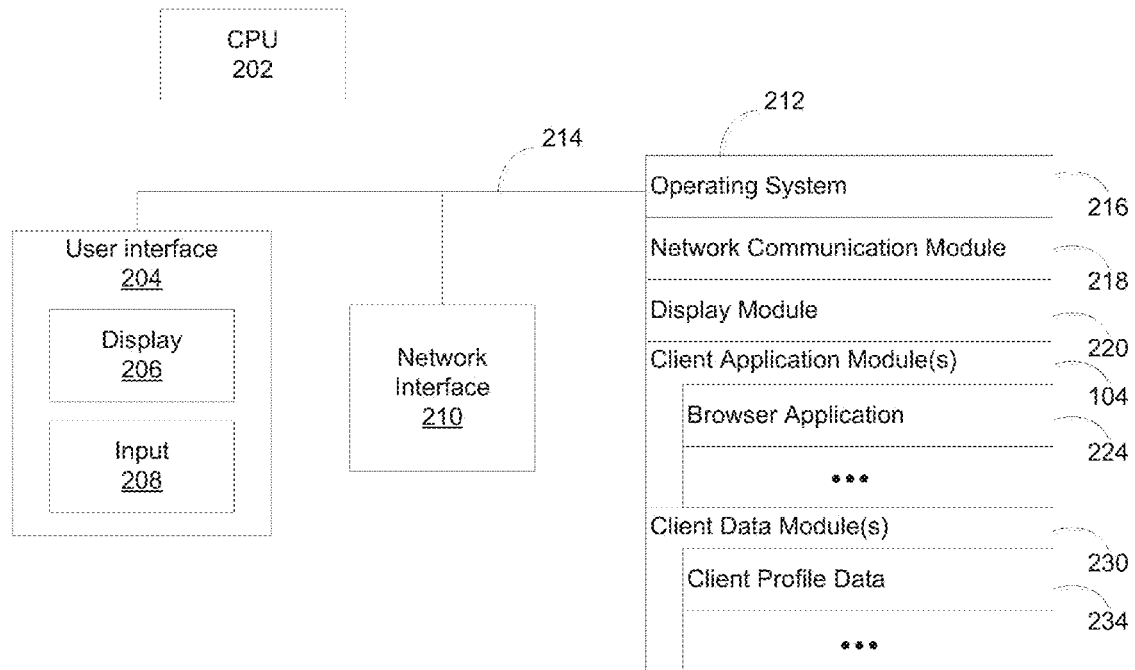 CPU
202
212
214
Operating System
216
User interface
204
Network Communication Module
218
Display
206
Display Module
220
Network
Interface
210
Client Application Module(s)
104
Browser Application
224
•••
Input
208
Client Data Module(s)
230
Client Profile Data
234
•••